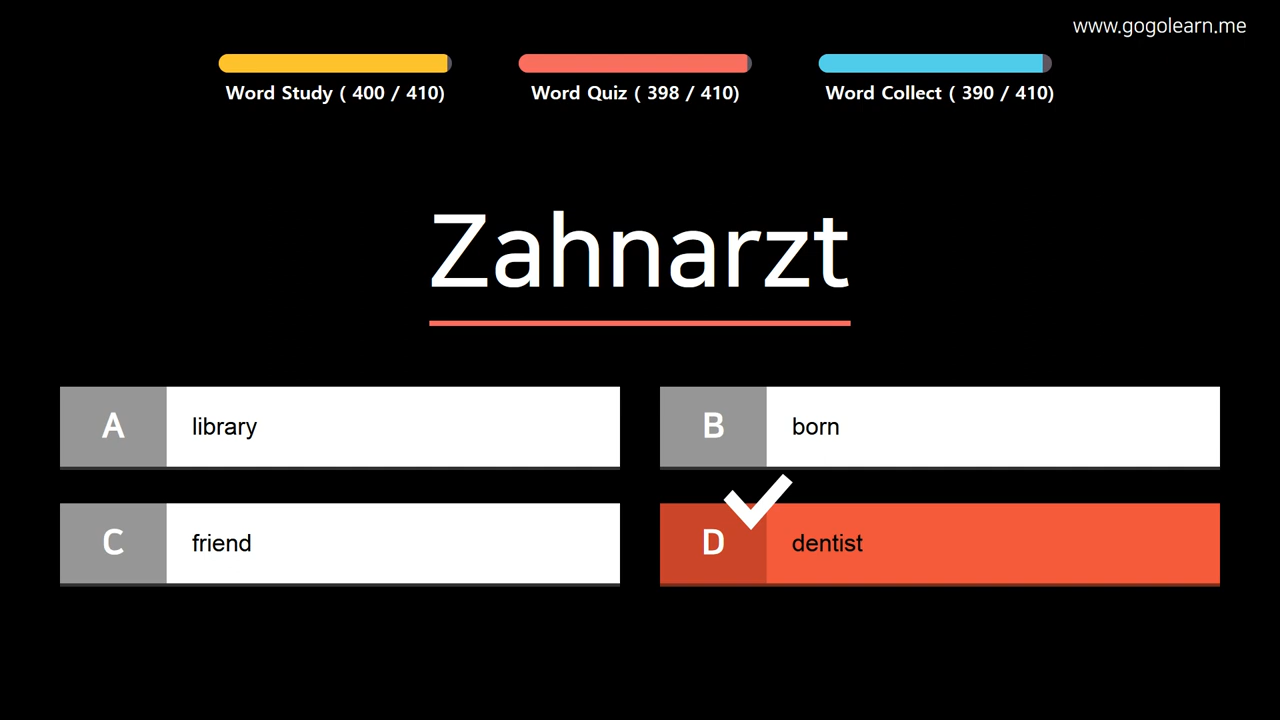 www.gogolearn.me
Word Study ( 400 / 410)
Word Quiz ( 398 / 410)
Word Collect ( 390 / 410)
Zahnarzt
A
library
B
born
C
friend
D
dentist